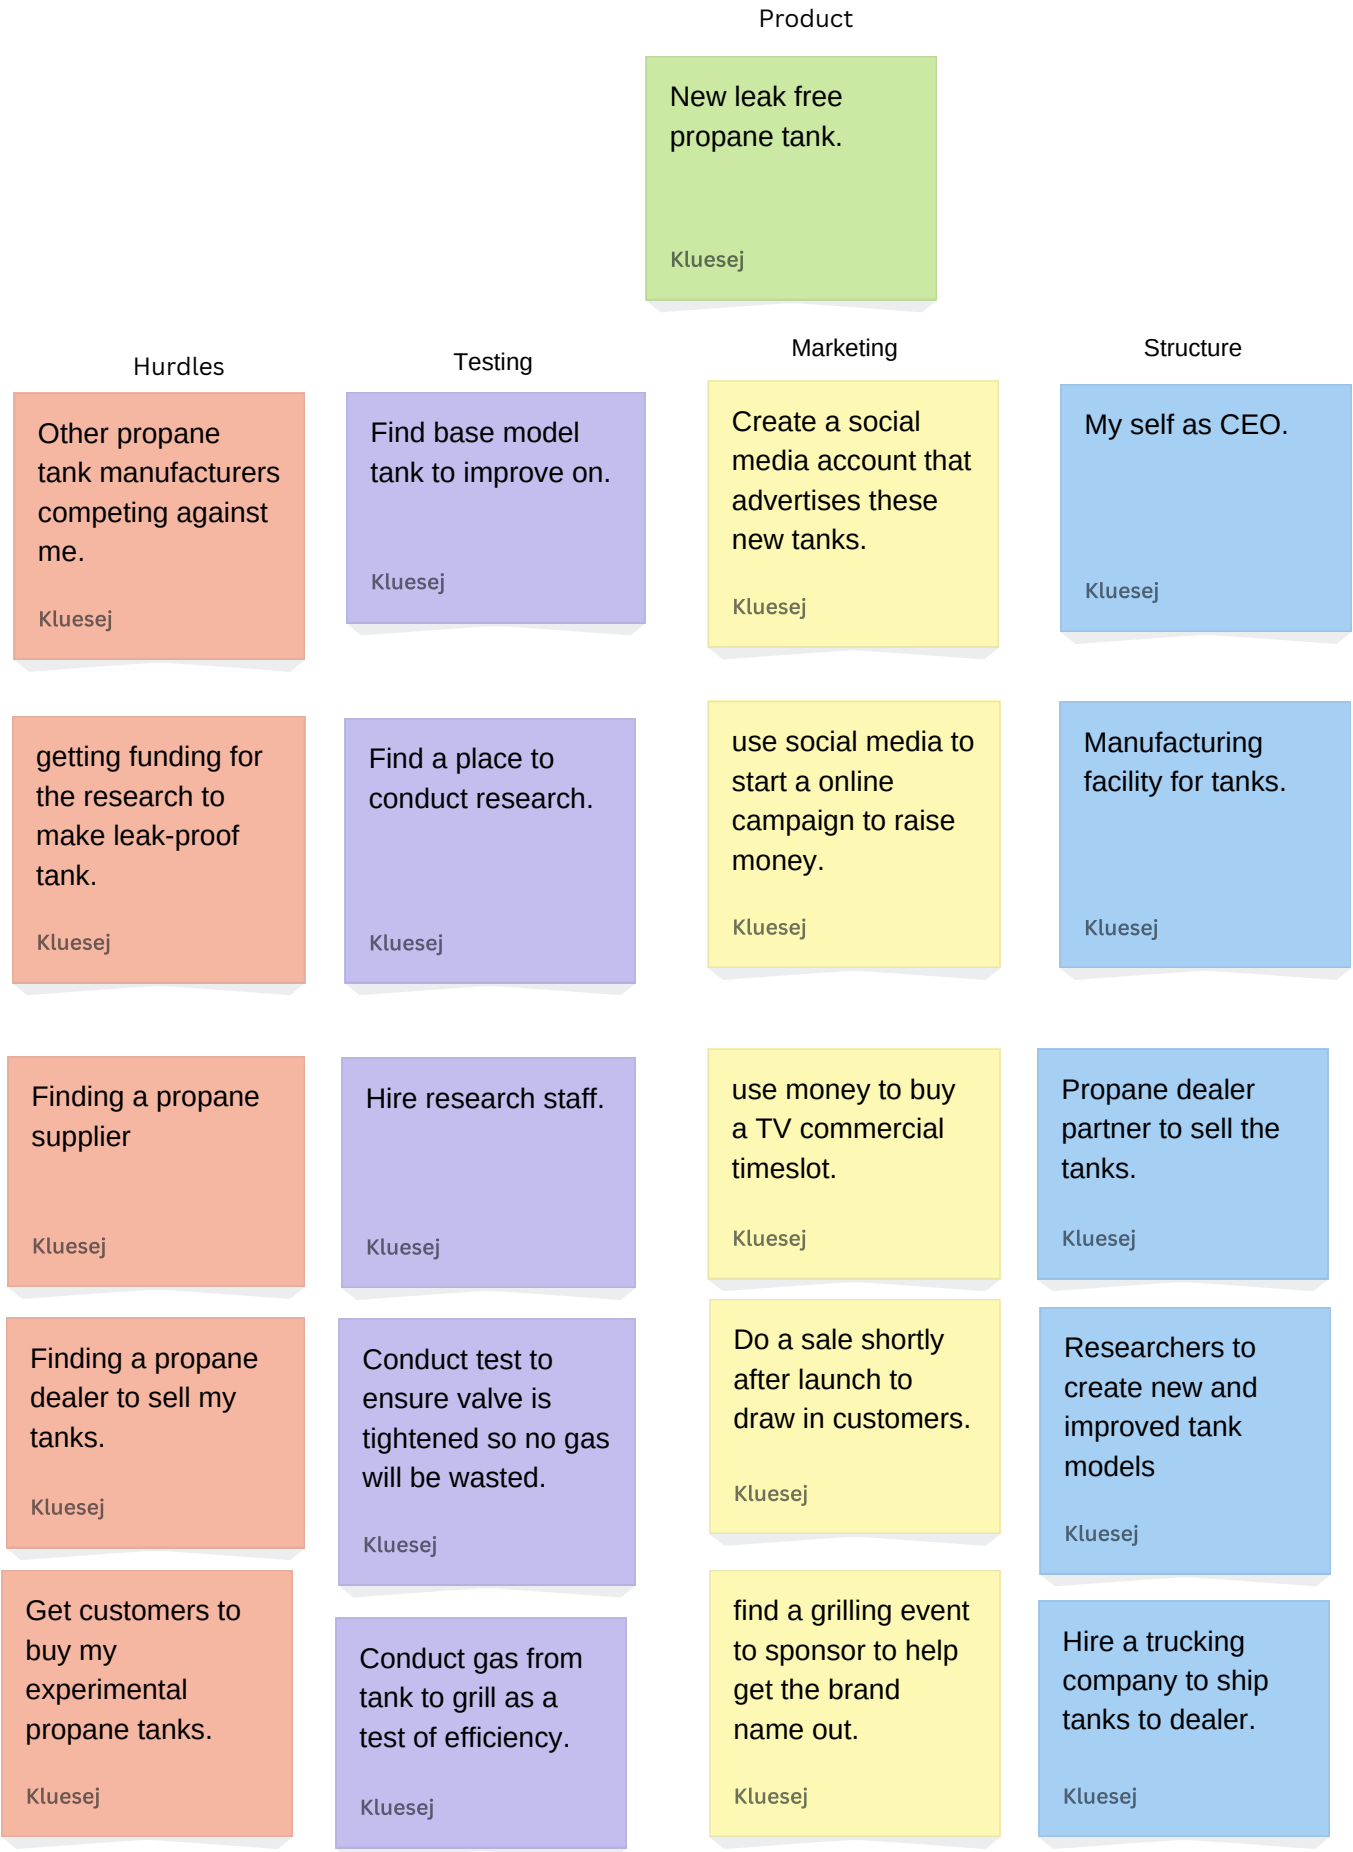 Product
New leak free
propane tank.
Kluesej
Hurdles
Other propane
tank manufacturers
competing against
me.
Kluesej
getting funding for
the research to
make leak-proof
tank.
Kluesej
Finding a propane
supplier
Kluesej
Finding a propane
dealer to sell my
tanks.
Kluesej
Get customers to
buy my
experimental
propane tanks.
Kluesej
Testing
Find base model
tank to improve on.
Kluesej
Find a place to
conduct research.
Kluesej
Hire research staff.
Kluesej
Conduct test to
ensure valve is
tightened so no gas
will be wasted.
Kluesej
Conduct gas from
tank to grill as a
test of efficiency.
Kluesej
Marketing
Create a social
media account that
advertises these
new tanks.
Kluesej
use social media to
start a online
campaign to raise
money.
Kluesej
use money to buy
a TV commercial
timeslot.
Kluesej
Do a sale shortly
after launch to
draw in customers.
Kluesej
find a grilling event
to sponsor to help
get the brand
name out.
Kluesej
Structure
My self as CEO.
Kluesej
Manufacturing
facility for tanks.
Kluesej
Propane dealer
partner to sell the
tanks.
Kluesej
Researchers to
create new and
improved tank
models
Kluesej
Hire a trucking
company to ship
tanks to dealer.
Kluesej